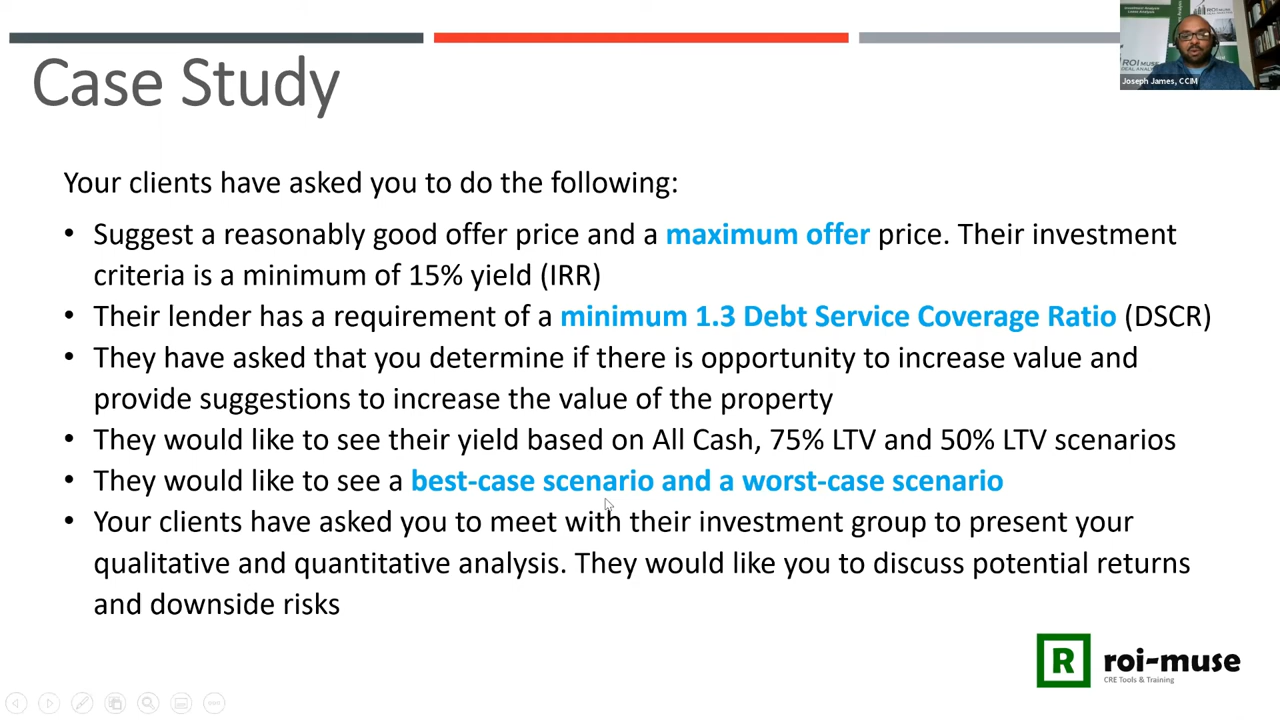 Case Study
Your clients have asked you to do the following:
• Suggest a reasonably good offer price and a maximum offer price. Their investment
criteria is a minimum of 15% yield (IRR)
• Their lender has a requirement of a minimum 1.3 Debt Service Coverage Ratio (DSCR)
• They have asked that you determine if there is opportunity to increase value and
provide suggestions to increase the value of the property
• They would like to see their yield based on All Cash, 75% LTV and 50% LTV scenarios
• They would like to see a best-case scenario and a worst-case scenario
• Your clients have asked you to meet with their investment group to present your
qualitative and quantitative analysis. They would like you to discuss potential returns
and downside risks
R roi-muse
CRE Tools & Training
ROI MUSE
Joseph James, CCIM